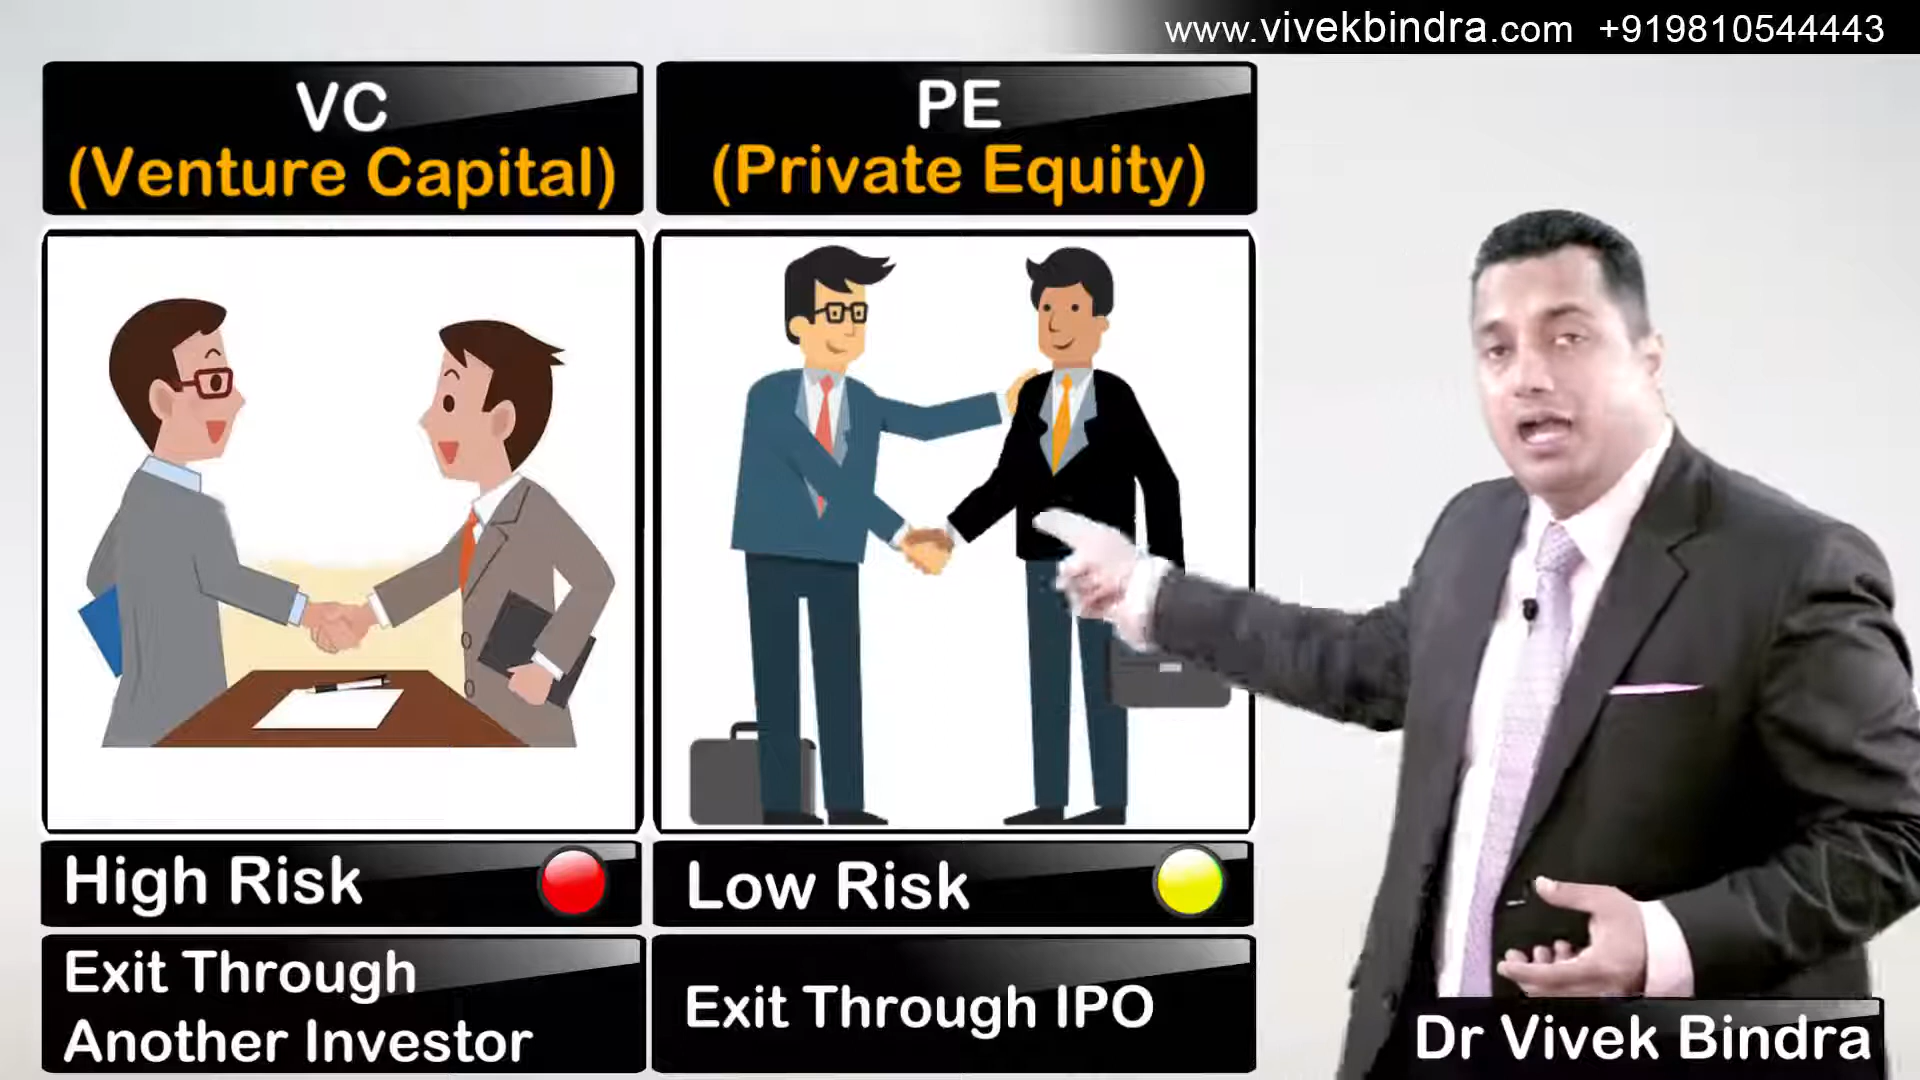 www.vivekbindra.com +919810544443
VC
(Venture Capital)
PE
(Private Equity)
High Risk
Low Risk
Exit Through
Another Investor
Exit Through IPO
Dr Vivek Bindra